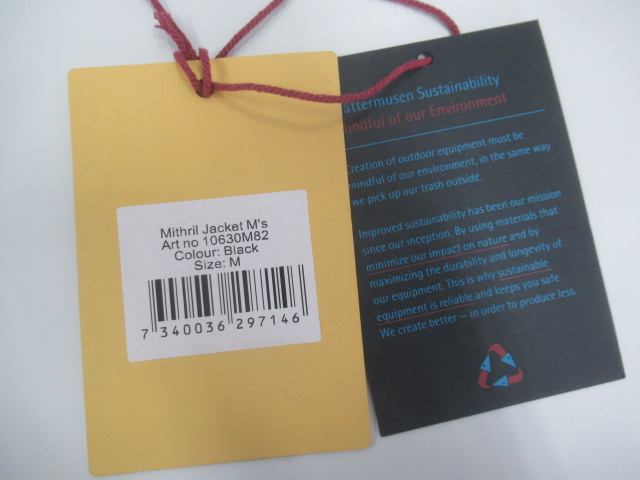 Mithril Jacket M's
Art no 10630M82
Colour: Black
Size: M
7 340036 297146
attermusen Sustainability
indful of our Environment
Creation of outdoor equipment must be
mindful of our environment, in the same way
we pick up our trash outside.
Improved sustainability has been our mission
since our inception. By using materials that
minimize our impact on nature and by
maximizing the durability and longevity of
our equipment. This is why sustainable
equipment is reliable and keeps you safe.
We create better – in order to produce less.